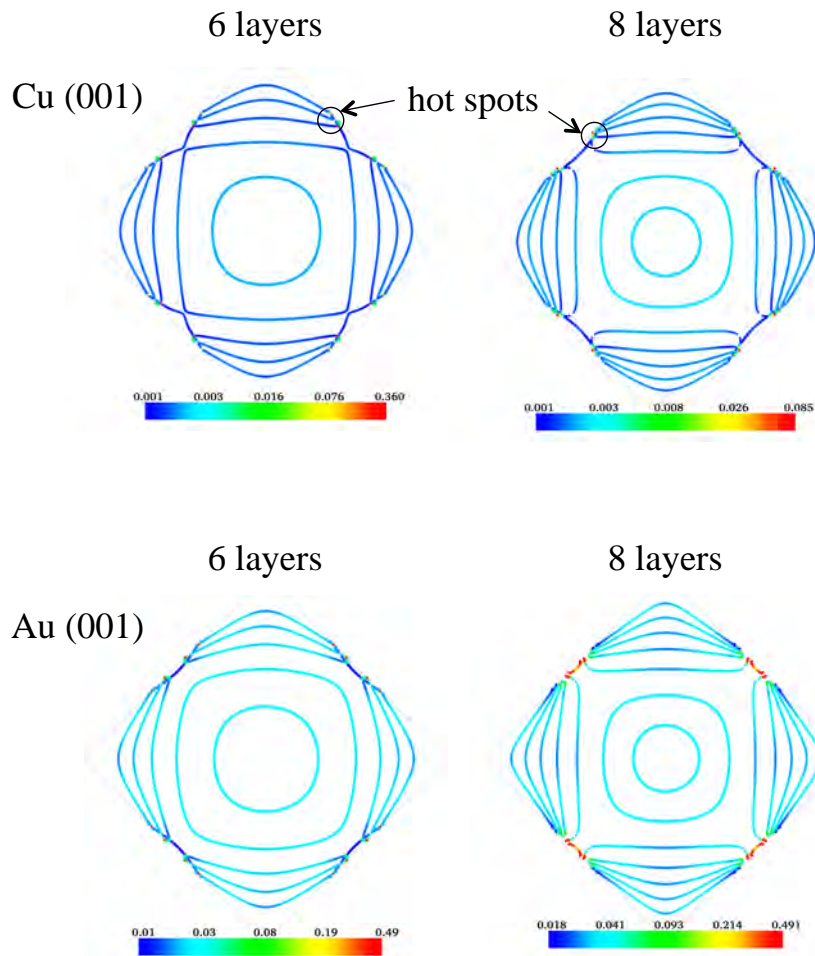 6 layers
8 layers
Cu (001)
hot spots
0.001 0.003 0.016 0.076 0.360
0.001 0.003 0.008 0.026 0.085
6 layers
8 layers
Au (001)
0.01 0.03 0.08 0.19 0.49
0.018 0.041 0.093 0.214 0.491